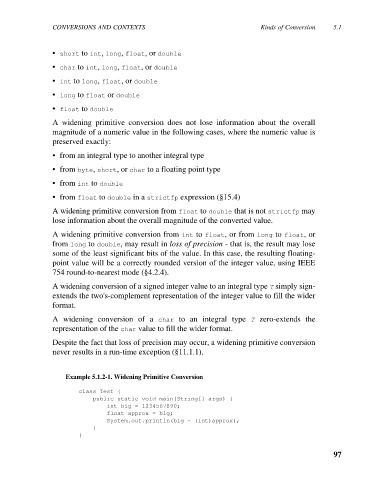 CONVERSIONS AND CONTEXTS Kinds of Conversion 5.1
• short to int, long, float, or double
• char to int, long, float, or double
• int to long, float, or double
• long to float or double
• float to double
A widening primitive conversion does not lose information about the overall
magnitude of a numeric value in the following cases, where the numeric value is
preserved exactly:
• from an integral type to another integral type
• from byte, short, or char to a floating point type
• from int to double
• from float to double in a strictfp expression (§15.4)
A widening primitive conversion from float to double that is not strictfp may
lose information about the overall magnitude of the converted value.
A widening primitive conversion from int to float, or from long to float, or
from long to double, may result in loss of precision - that is, the result may lose
some of the least significant bits of the value. In this case, the resulting floating-
point value will be a correctly rounded version of the integer value, using IEEE
754 round-to-nearest mode (§4.2.4).
A widening conversion of a signed integer value to an integral type T simply sign-
extends the two's-complement representation of the integer value to fill the wider
format.
A widening conversion of a char to an integral type T zero-extends the
representation of the char value to fill the wider format.
Despite the fact that loss of precision may occur, a widening primitive conversion
never results in a run-time exception (§11.1.1).
Example 5.1.2-1. Widening Primitive Conversion
class Test {
public static void main(String[] args) {
int big = 1234567890;
float approx = big;
System.out.println(big - (int)approx);
}
}
97